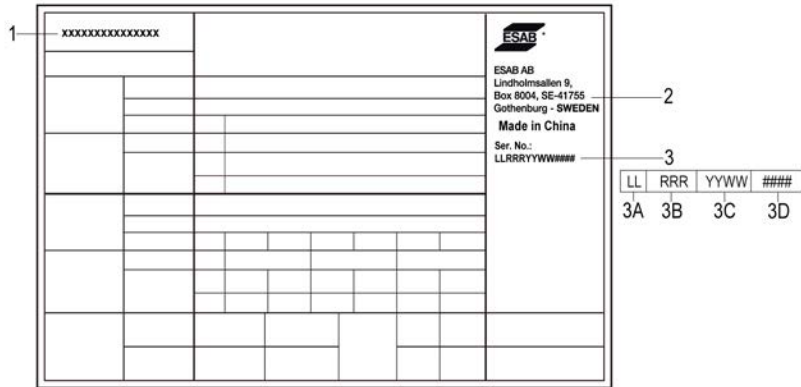 1
xxxxxxxxxxxxxxx
ESAB
ESAB AB
Lindholmsallen 9,
Box 8004, SE-41755
2
Gothenburg - SWEDEN
Made in China
Ser. No.:
LLRRRYYWW####
3
LL RRR YYWW ####
3A 3B 3C 3D